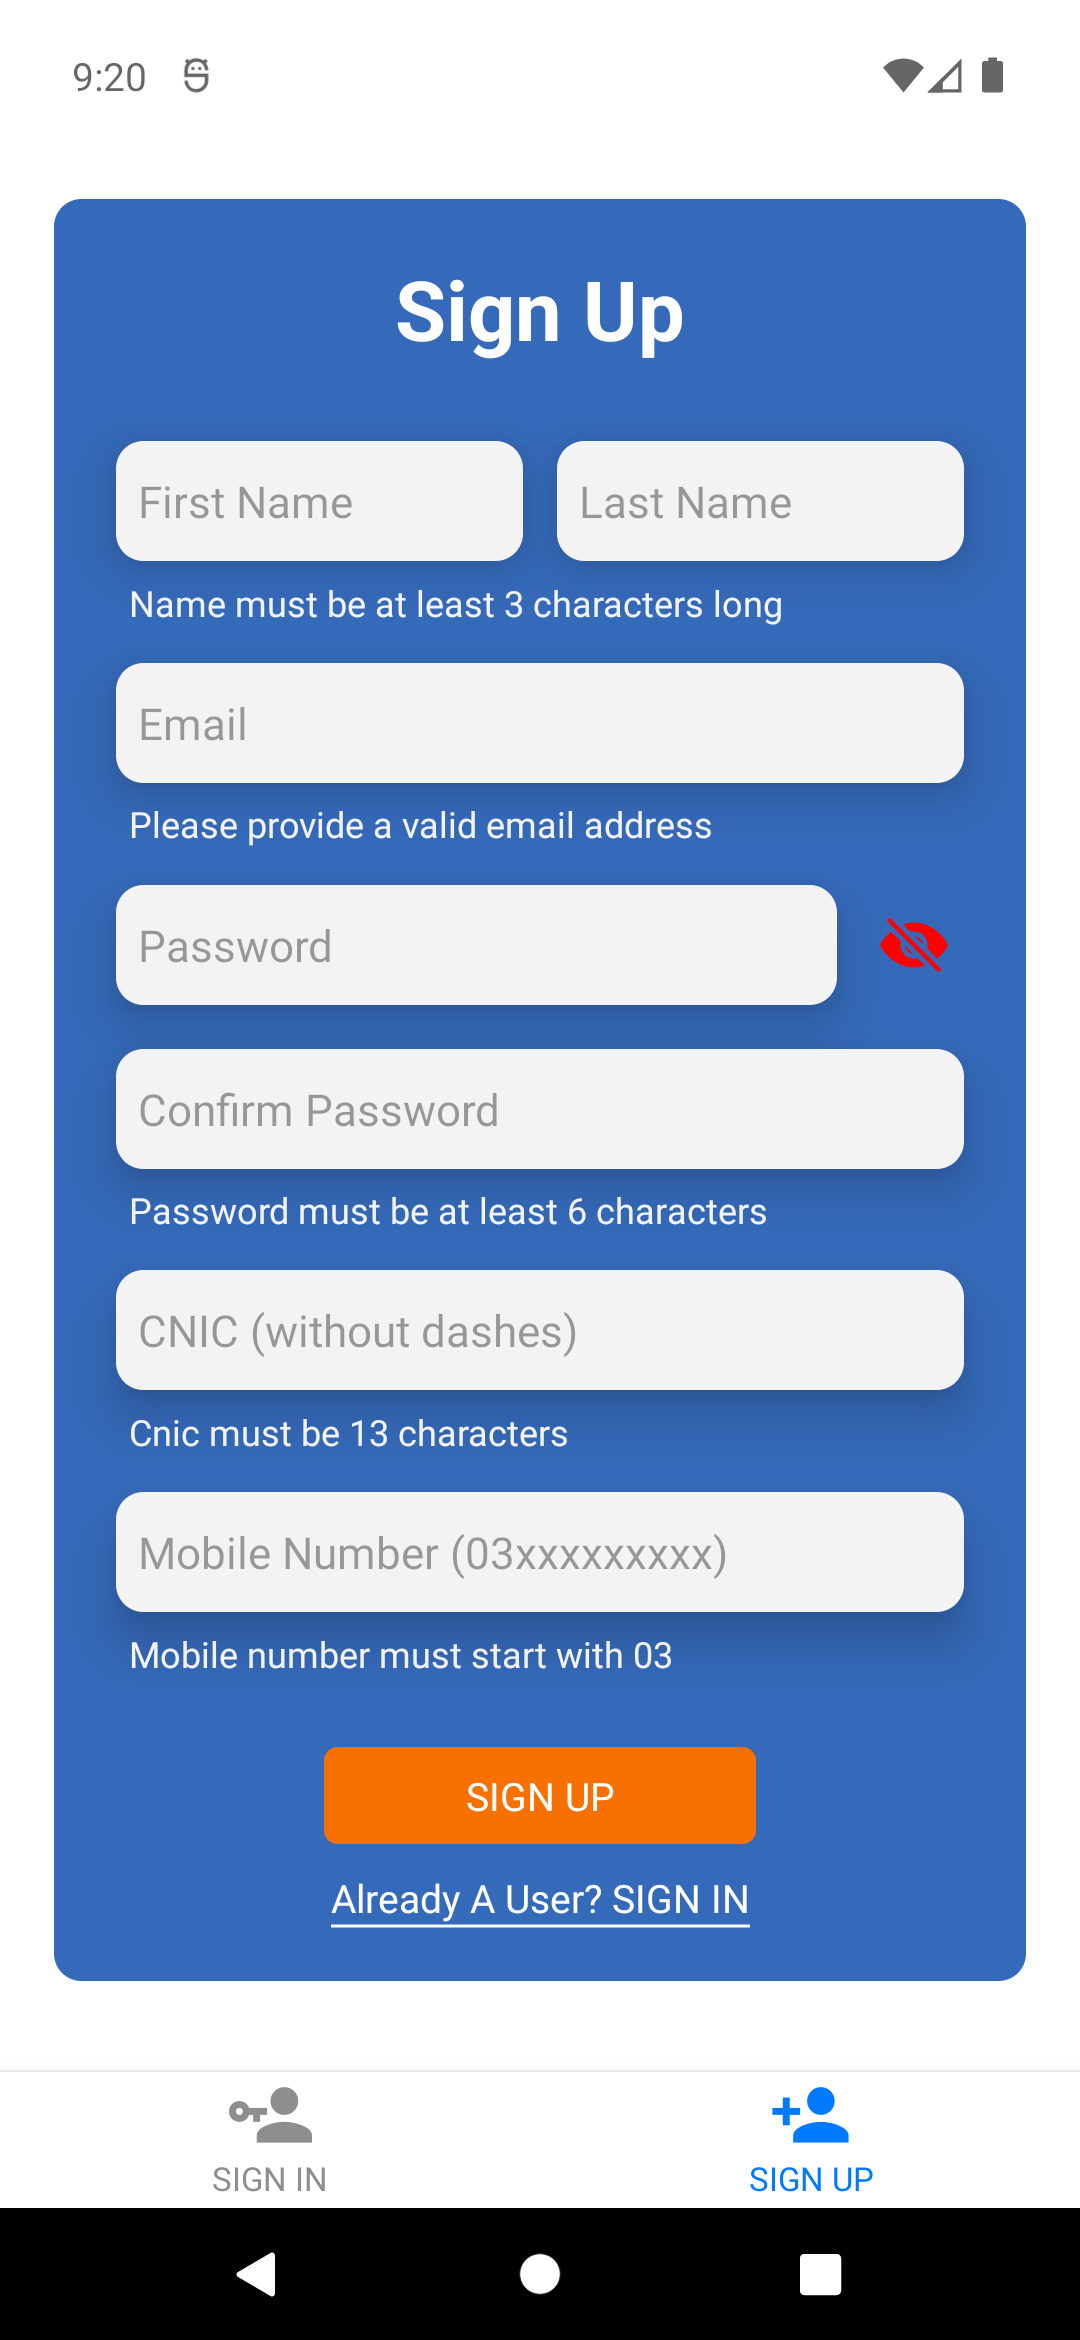 9:20
Sign Up
First Name
Last Name
Name must be at least 3 characters long
Email
Please provide a valid email address
Password
Confirm Password
Password must be at least 6 characters
CNIC (without dashes)
Cnic must be 13 characters
Mobile Number (03xxxxxxxxx)
Mobile number must start with 03
SIGN UP
Already A User? SIGN IN
SIGN IN
SIGN UP